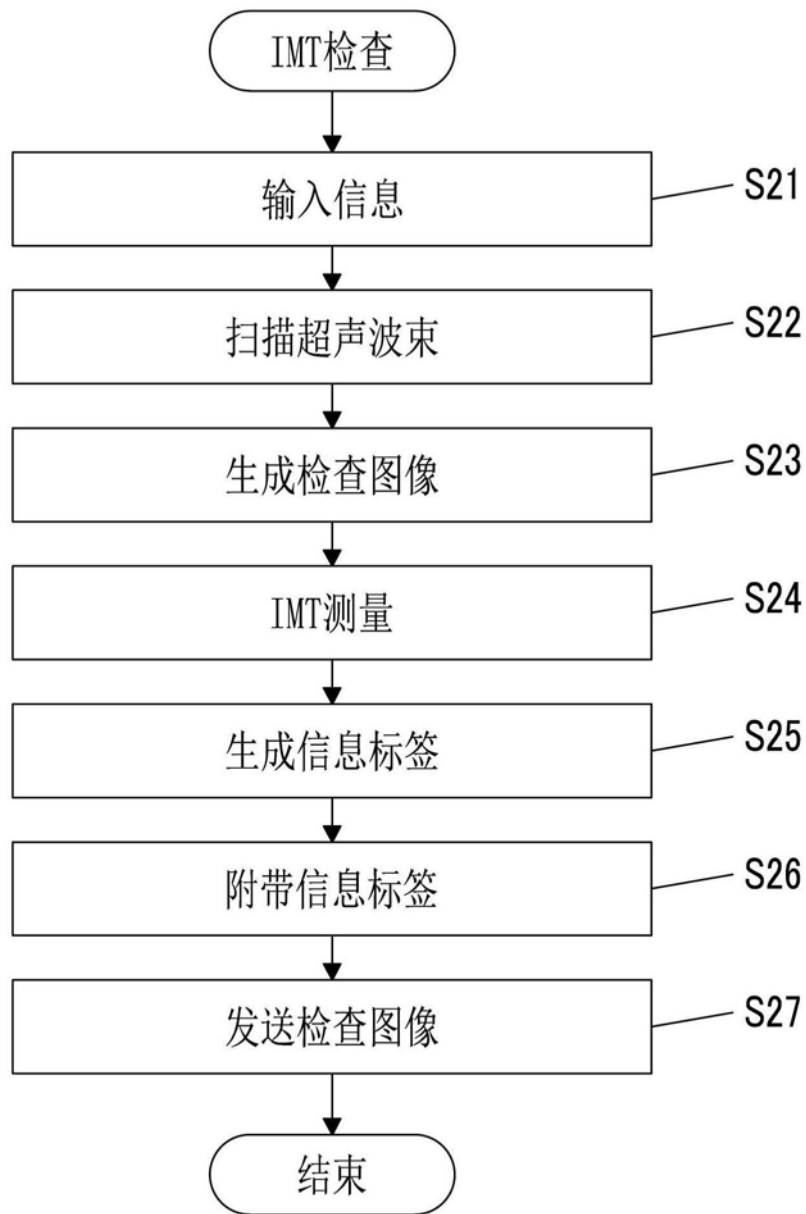 IMT检查
输入信息
S21
扫描超声波束
S22
生成检查图像
S23
IMT测量
S24
生成信息标签
S25
附带信息标签
S26
发送检查图像
S27
结束